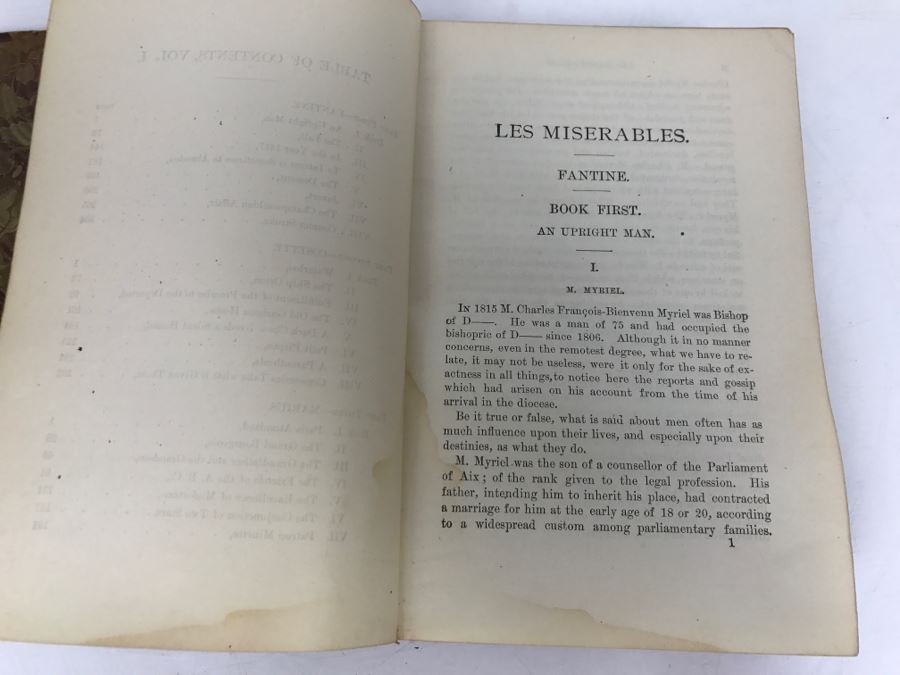 LES MISERABLES.
FANTINE.
BOOK FIRST.
AN UPRIGHT MAN.
I.
M. MYRIEL.
In 1815 M. Charles François-Bienvenu Myriel was Bishop
of D——. He was a man of 75 and had occupied the
bishopric of D—— since 1806. Although it in no manner
concerns, even in the remotest degree, what we have to re-
late, it may not be useless, were it only for the sake of ex-
actness in all things, to notice here the reports and gossip
which had arisen on his account from the time of his
arrival in the diocese.
Be it true or false, what is said about men often has as
much influence upon their lives, and especially upon their
destinies, as what they do.
M. Myriel was the son of a counsellor of the Parliament
of Aix; of the rank given to the legal profession. His
father, intending him to inherit his place, had contracted
a marriage for him at the early age of 18 or 20, according
to a widespread custom among parliamentary families.
1